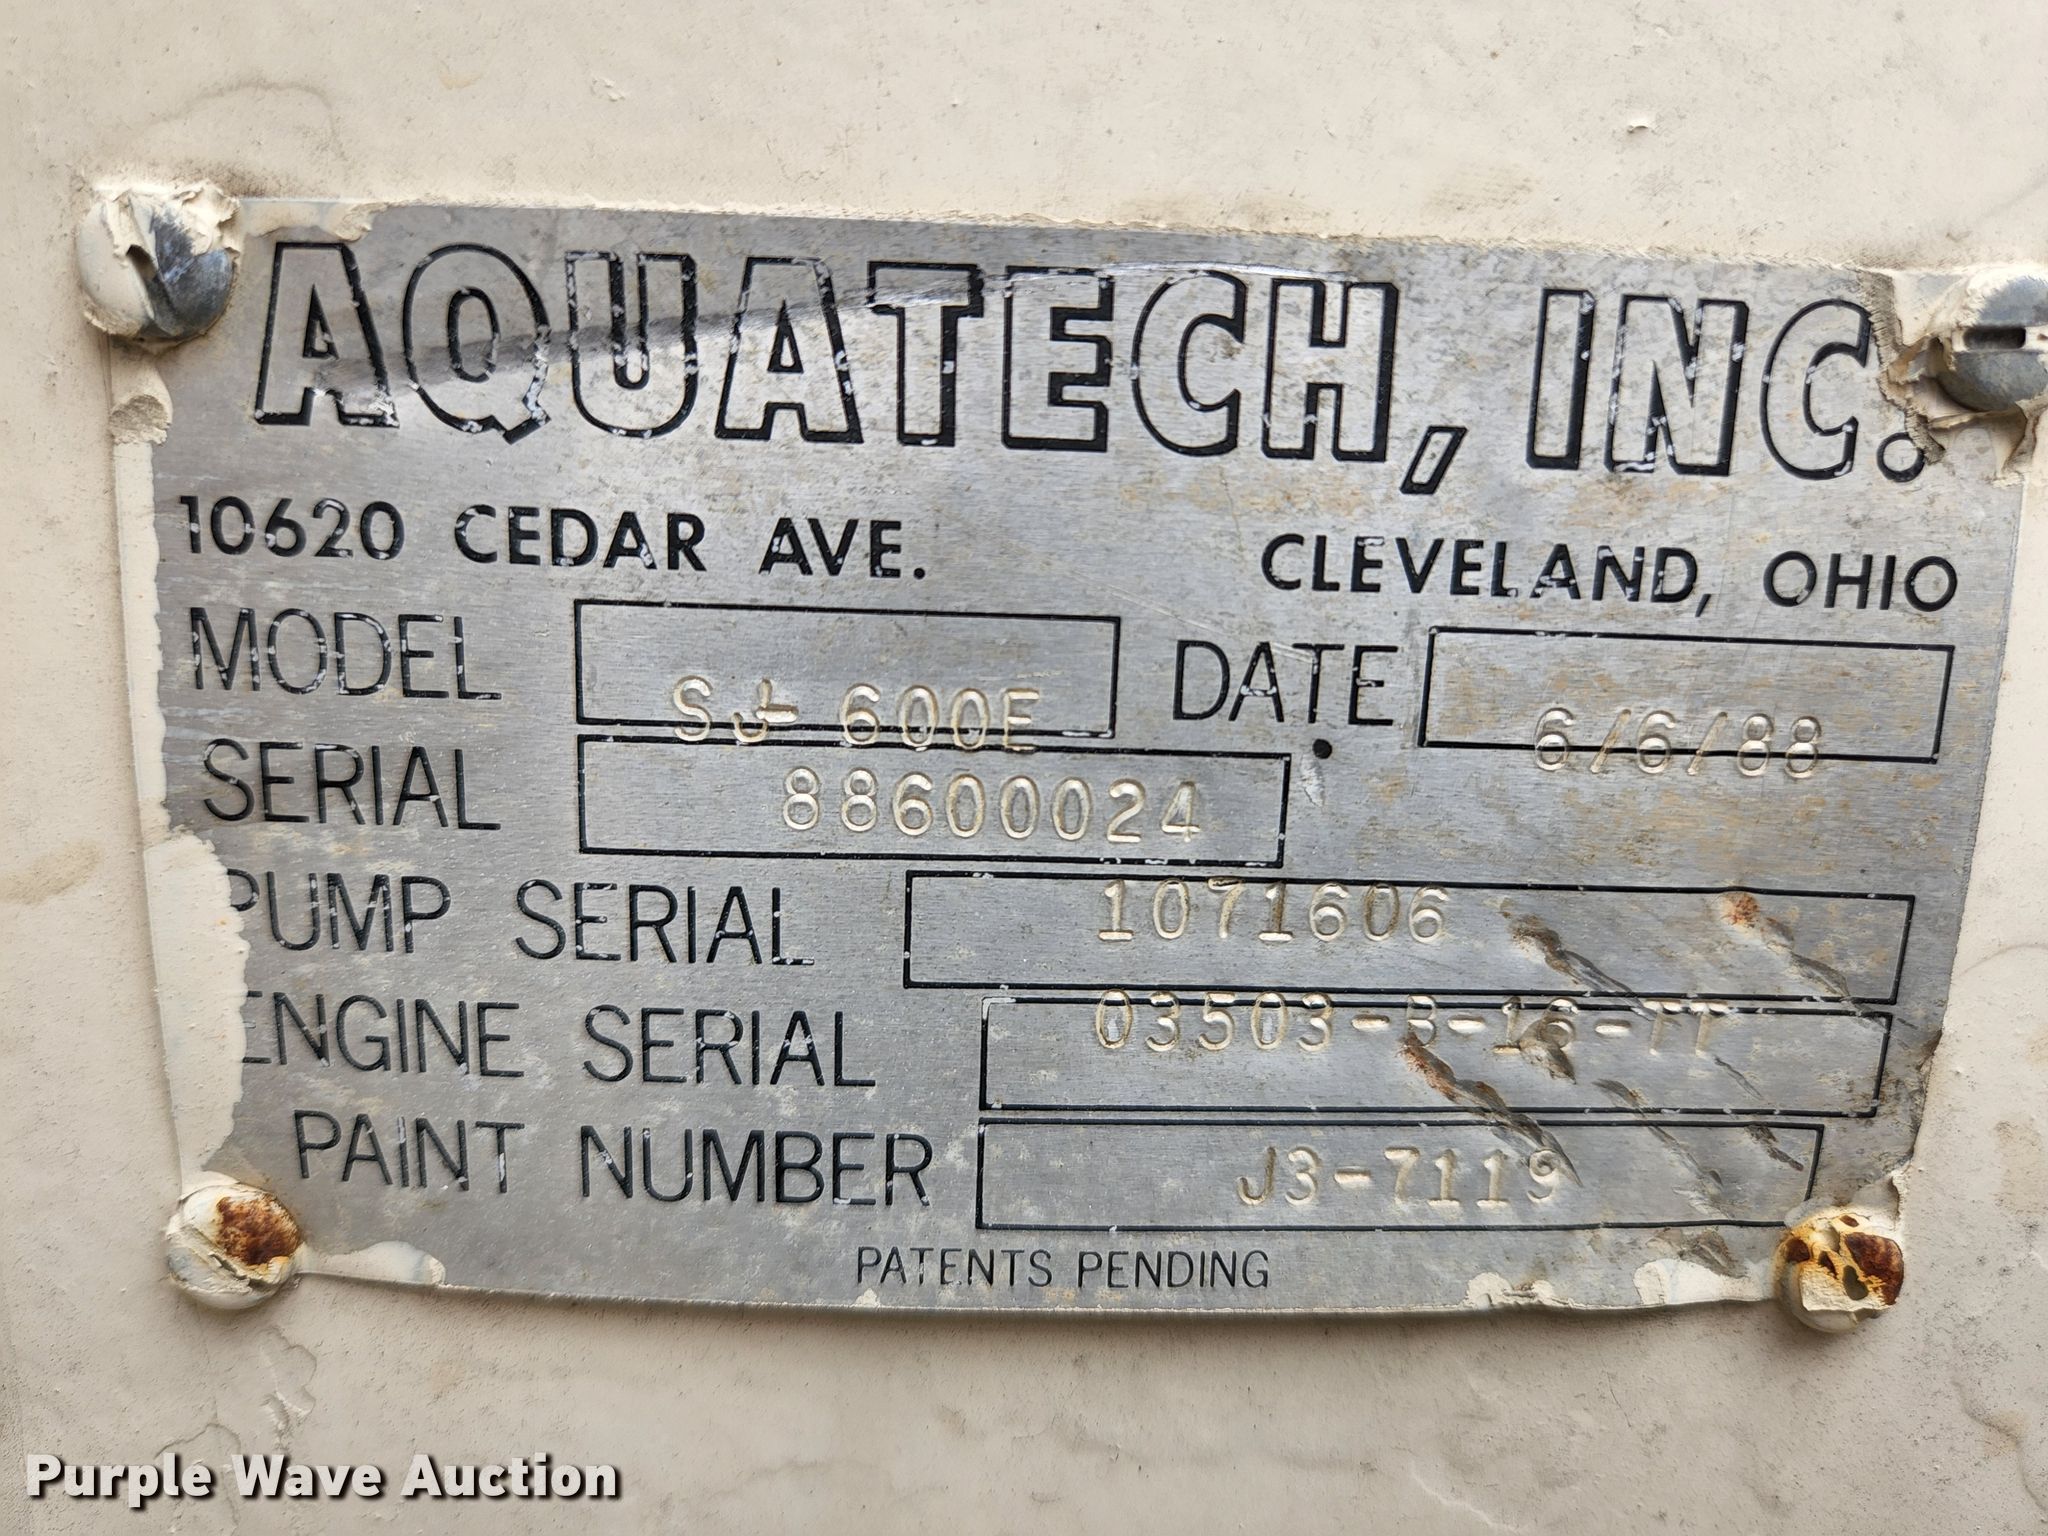 AQUATECH, INC.
10620 CEDAR AVE. CLEVELAND, OHIO
MODEL SJ-600E DATE 6/6/88
SERIAL 88600024
PUMP SERIAL 1071606
ENGINE SERIAL
PAINT NUMBER J3-7119
PATENTS PENDING
Purple Wave Auction